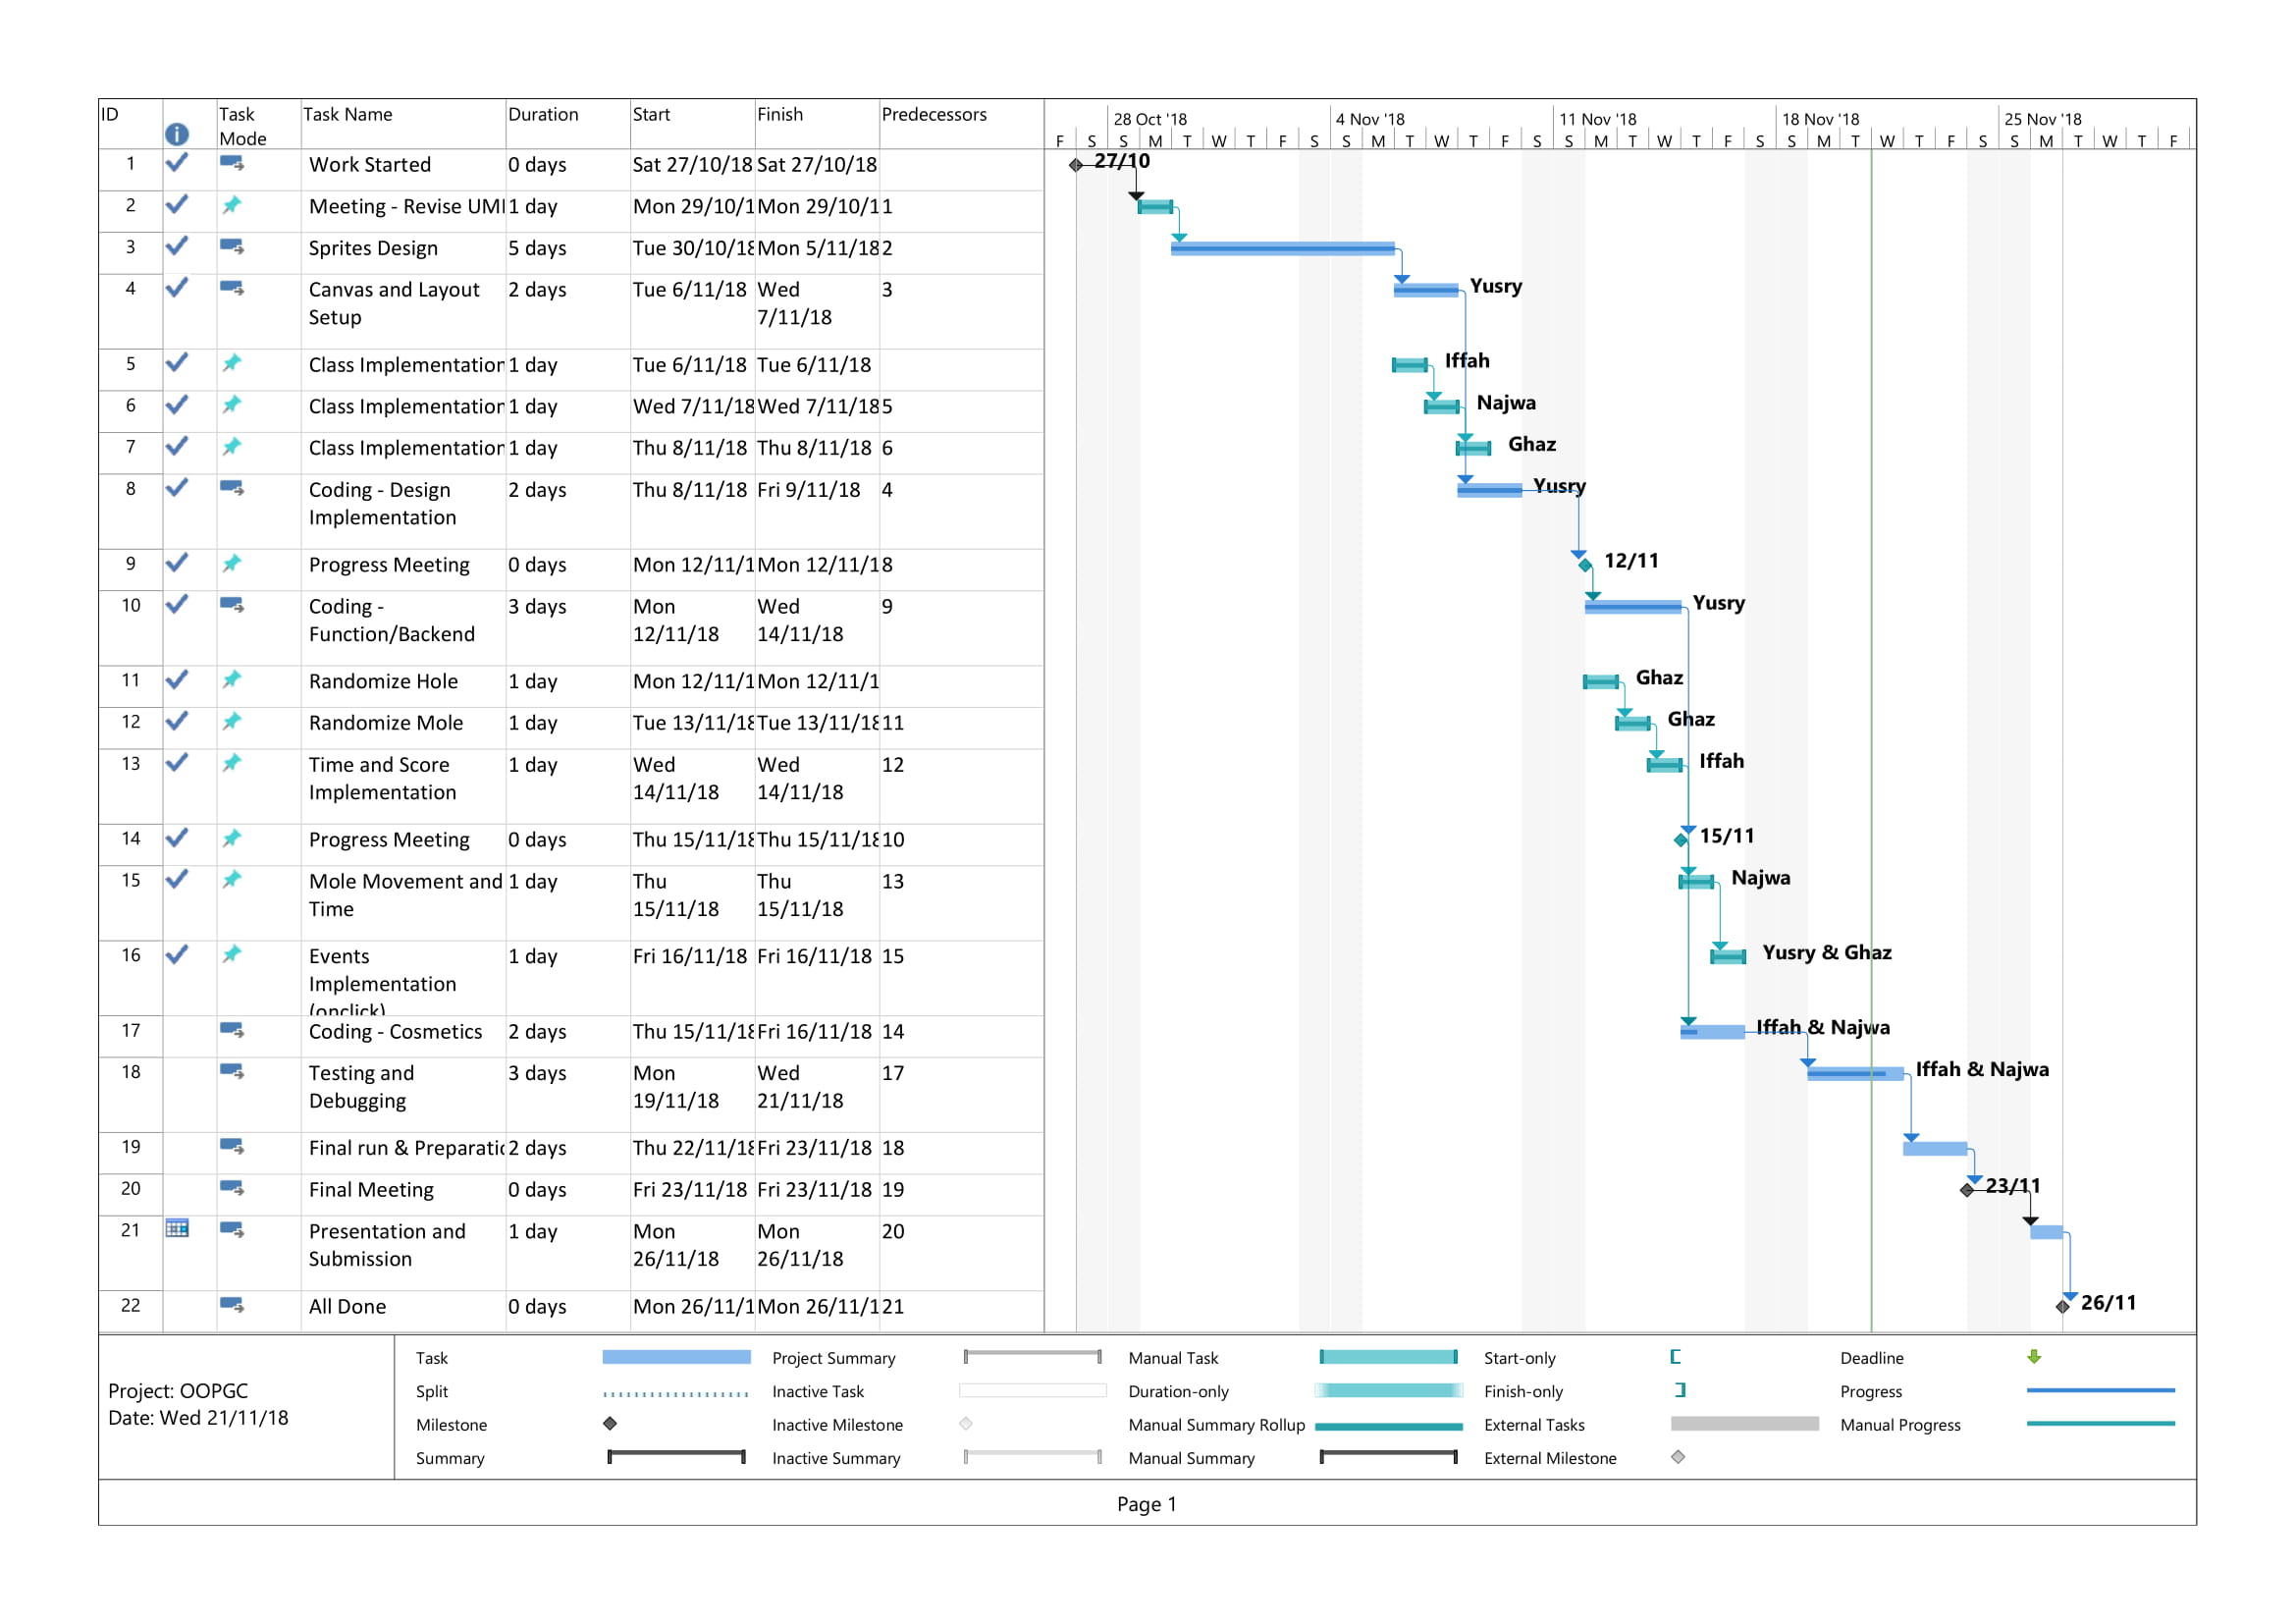 ID Task Mode Task Name Duration Start Finish Predecessors
28 Oct '18 4 Nov '18 11 Nov '18 18 Nov '18 25 Nov '18
F S S M T W T F S S M T W T F S S M T W T F S S M T W T F S S M T W T F
1 Work Started 0 days Sat 27/10/18 Sat 27/10/18 27/10
2 Meeting - Revise UML 1 day Mon 29/10/1 Mon 29/10/1 1
3 Sprites Design 5 days Tue 30/10/18 Mon 5/11/18 2
4 Canvas and Layout Setup 2 days Tue 6/11/18 Wed 7/11/18 3 Yusry
5 Class Implementation 1 day Tue 6/11/18 Tue 6/11/18 Iffah
6 Class Implementation 1 day Wed 7/11/18 Wed 7/11/18 5 Najwa
7 Class Implementation 1 day Thu 8/11/18 Thu 8/11/18 6 Ghaz
8 Coding - Design Implementation 2 days Thu 8/11/18 Fri 9/11/18 4 Yusry
9 Progress Meeting 0 days Mon 12/11/1 Mon 12/11/1 8 12/11
10 Coding - Function/Backend 3 days Mon 12/11/18 Wed 14/11/18 9 Yusry
11 Randomize Hole 1 day Mon 12/11/1 Mon 12/11/1 Ghaz
12 Randomize Mole 1 day Tue 13/11/18 Tue 13/11/18 11 Ghaz
13 Time and Score Implementation 1 day Wed 14/11/18 Wed 14/11/18 12 Iffah
14 Progress Meeting 0 days Thu 15/11/18 Thu 15/11/18 10 15/11
15 Mole Movement and Time 1 day Thu 15/11/18 Thu 15/11/18 13 Najwa
16 Events Implementation (onclick) 1 day Fri 16/11/18 Fri 16/11/18 15 Yusry & Ghaz
17 Coding - Cosmetics 2 days Thu 15/11/18 Fri 16/11/18 14 Iffah & Najwa
18 Testing and Debugging 3 days Mon 19/11/18 Wed 21/11/18 17 Iffah & Najwa
19 Final run & Preparatio 2 days Thu 22/11/18 Fri 23/11/18 18
20 Final Meeting 0 days Fri 23/11/18 Fri 23/11/18 19 23/11
21 Presentation and Submission 1 day Mon 26/11/18 Mon 26/11/18 20
22 All Done 0 days Mon 26/11/1 Mon 26/11/1 21 26/11
Project: OOPGC
Date: Wed 21/11/18
Task Project Summary Manual Task Start-only Deadline
Split Inactive Task Duration-only Finish-only Progress
Milestone Inactive Milestone Manual Summary Rollup External Tasks Manual Progress
Summary Inactive Summary Manual Summary External Milestone
Page 1